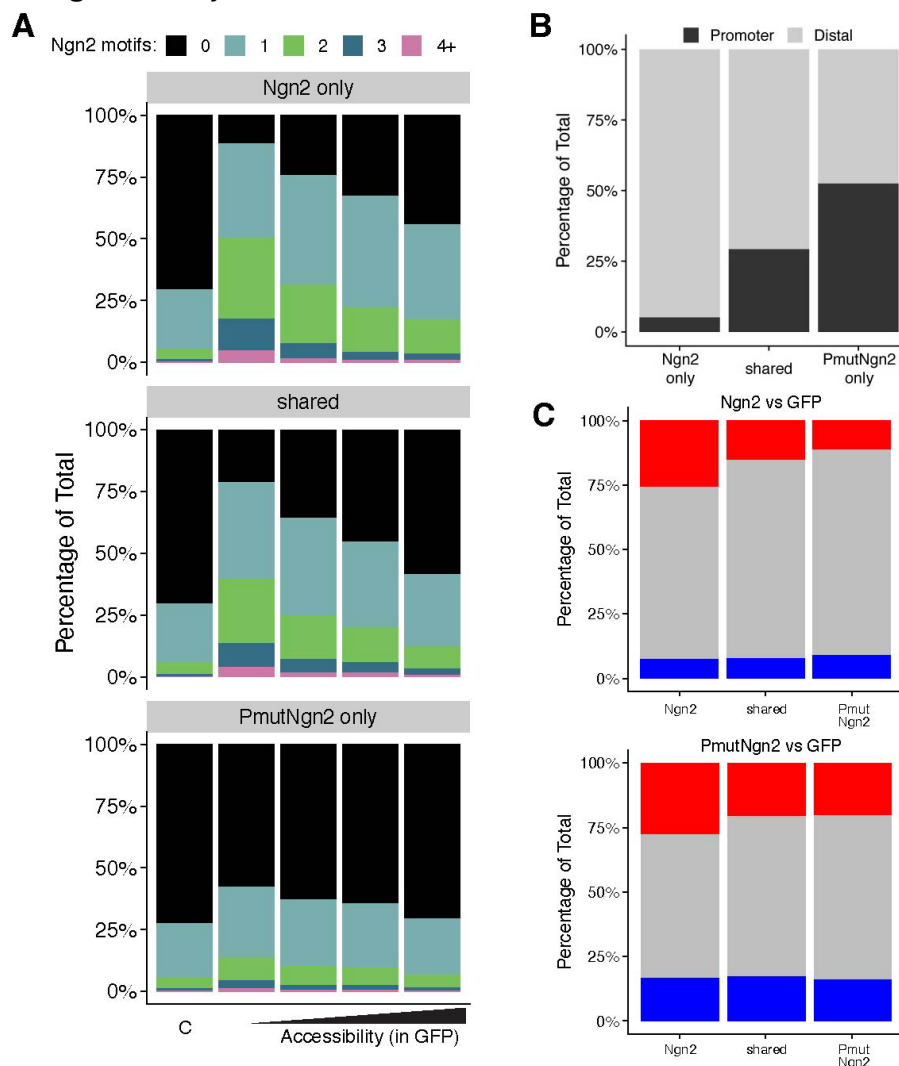 A
Ngn2 motifs: 0 1 2 3 4+
Ngn2 only
100%
75%
50%
25%
0%
shared
100%
75%
50%
25%
0%
PmutNgn2 only
100%
75%
50%
25%
0%
Percentage of Total
C
Accessibility (in GFP)
B
Promoter Distal
100%
75%
50%
25%
0%
Percentage of Total
Ngn2
only
shared
PmutNgn2
only
C
Ngn2 vs GFP
100%
75%
50%
25%
0%
Percentage of Total
Ngn2
shared
Pmut
Ngn2
PmutNgn2 vs GFP
100%
75%
50%
25%
0%
Percentage of Total
Ngn2
shared
Pmut
Ngn2